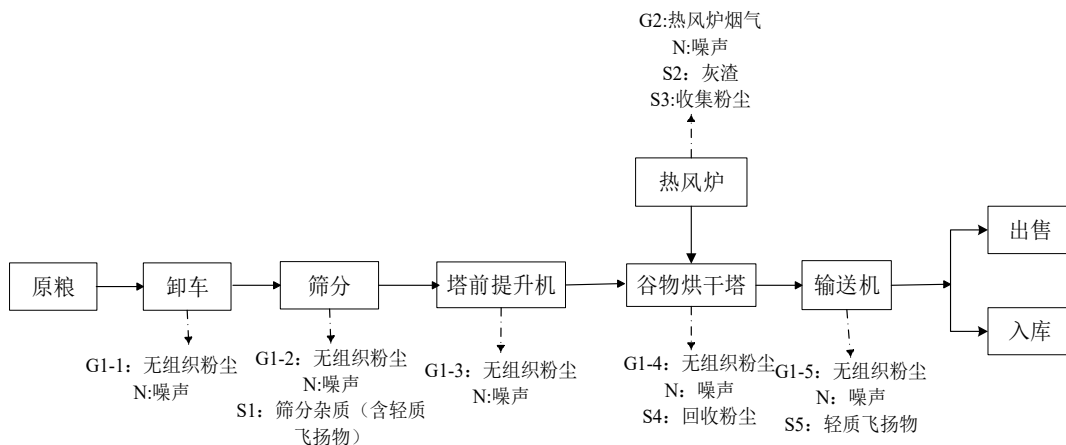 G2:热风炉烟气
N:噪声
S2：灰渣
S3:收集粉尘
热风炉
出售
原粮
卸车
筛分
塔前提升机
谷物烘干塔
输送机
入库
G1-1：无组织粉尘
N:噪声
G1-2：无组织粉尘
N:噪声
S1：筛分杂质（含轻质
飞扬物）
G1-3：无组织粉尘
N:噪声
G1-4：无组织粉尘
N：噪声
S4：回收粉尘
G1-5：无组织粉尘
N：噪声
S5：轻质飞扬物